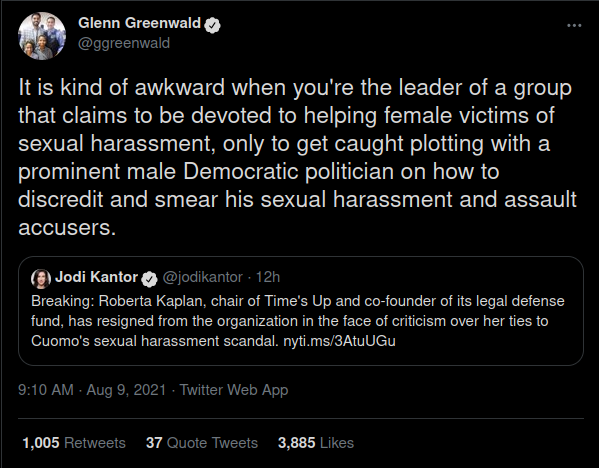 Glenn Greenwald
@ggreenwald
It is kind of awkward when you're the leader of a group
that claims to be devoted to helping female victims of
sexual harassment, only to get caught plotting with a
prominent male Democratic politician on how to
discredit and smear his sexual harassment and assault
accusers.
Jodi Kantor @jodikantor · 12h
Breaking: Roberta Kaplan, chair of Time's Up and co-founder of its legal defense
fund, has resigned from the organization in the face of criticism over her ties to
Cuomo's sexual harassment scandal. nyti.ms/3AtuUGu
9:10 AM · Aug 9, 2021 · Twitter Web App
1,005 Retweets 37 Quote Tweets 3,885 Likes